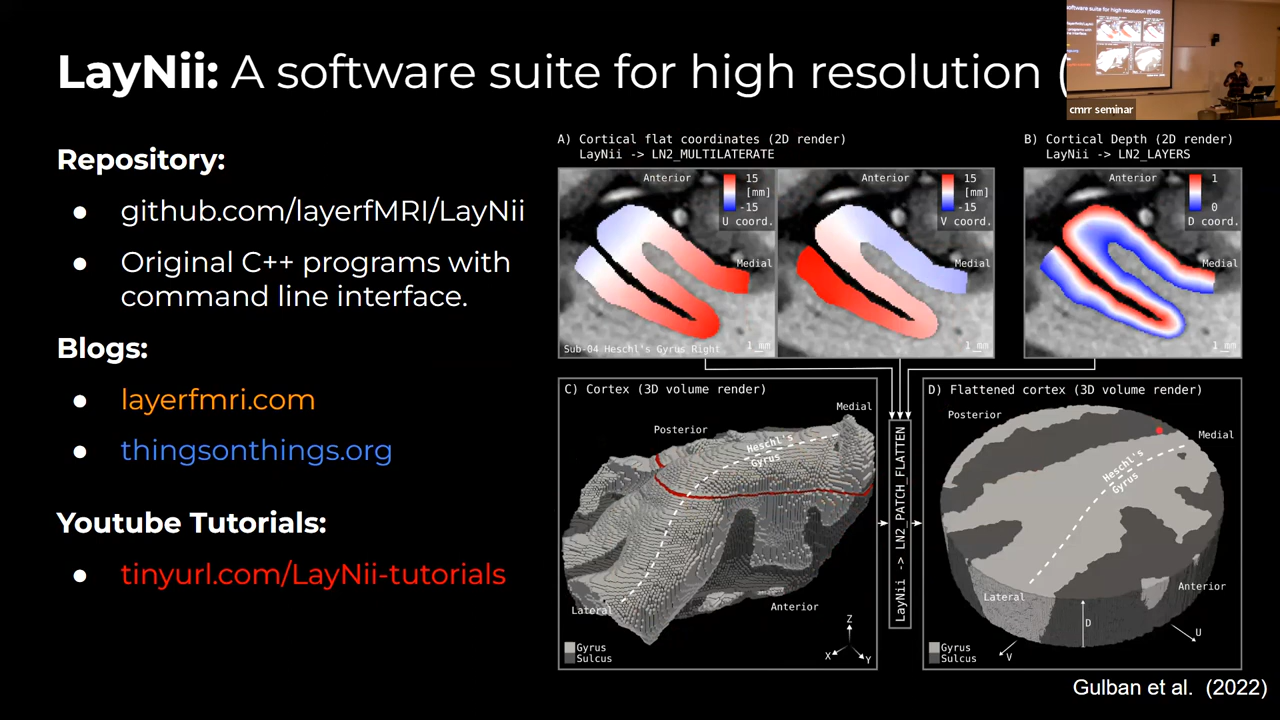 LayNii: A software suite for high resolution (
cmrr seminar
Repository:
● github.com/layerfMRI/LayNii
● Original C++ programs with
command line interface.
Blogs:
● layerfmri.com
● thingsonthings.org
Youtube Tutorials:
● tinyurl.com/LayNii-tutorials
A) Cortical flat coordinates (2D render)
LayNii -> LN2_MULTILATERATE
Anterior
15
[mm]
-15
U coord.
Medial
Sub-04 Heschl's Gyrus Right
1 mm
Anterior
15
[mm]
-15
V coord.
Medial
1 mm
B) Cortical Depth (2D render)
LayNii -> LN2_LAYERS
Anterior
1
0
D coord.
Medial
1 mm
C) Cortex (3D volume render)
Medial
Posterior
Heschl's
Gyrus
Lateral
Anterior
Z
X
Y
Gyrus
Sulcus
LayNii -> LN2_PATCH_FLATTEN
D) Flattened cortex (3D volume render)
Posterior
Medial
Heschl's
Gyrus
Lateral
Anterior
D
U
V
Gyrus
Sulcus
Gulban et al. (2022)